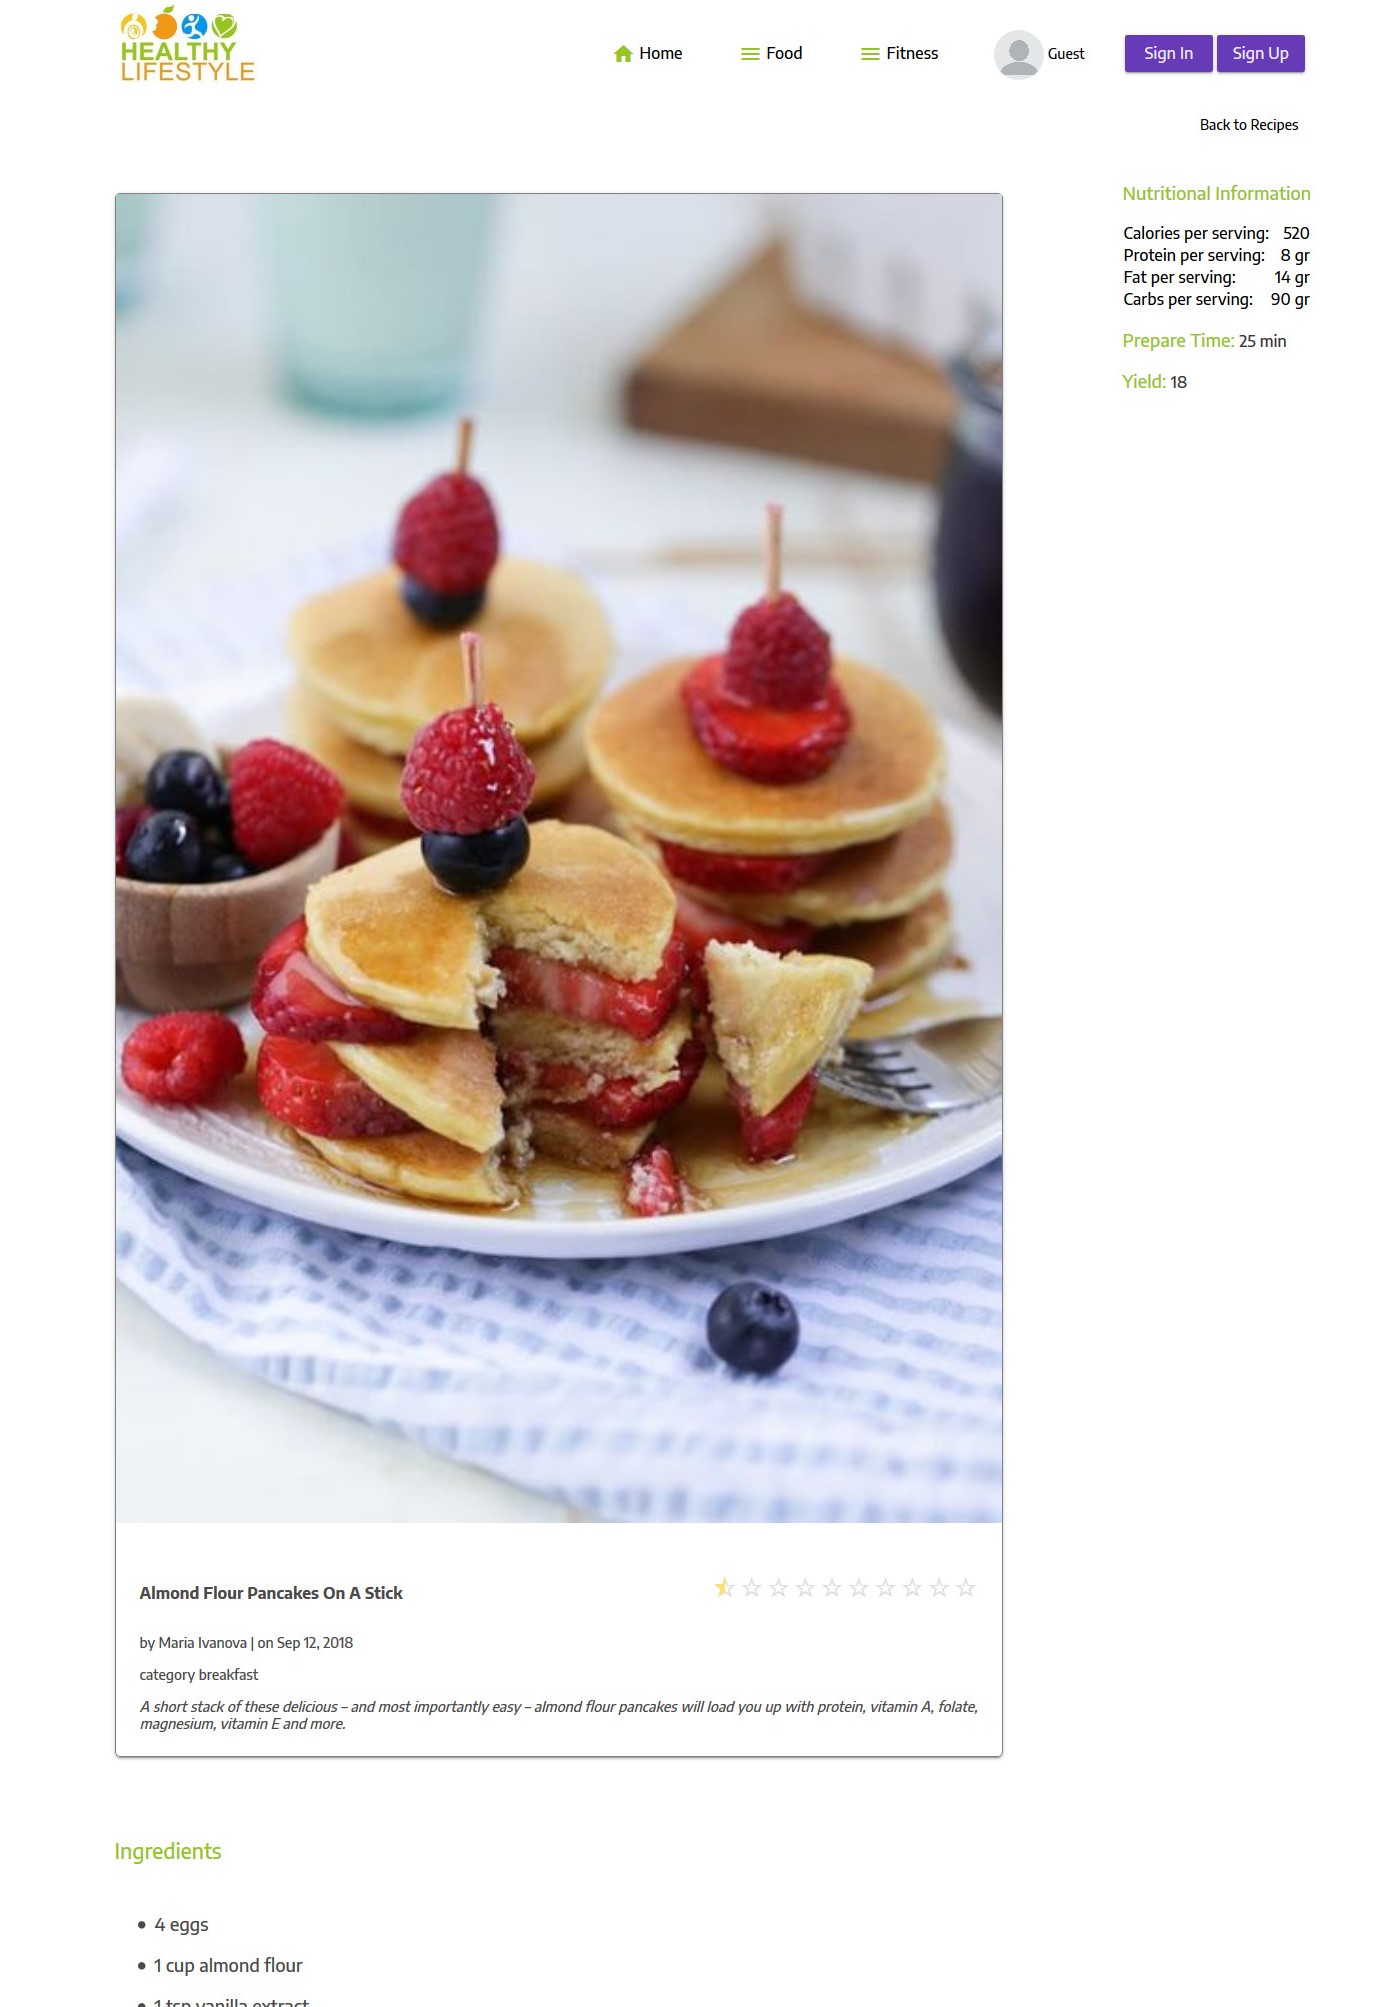 HEALTHY
LIFESTYLE
Home
Food
Fitness
Guest
Sign In
Sign Up
Back to Recipes
Nutritional Information
Calories per serving: 520
Protein per serving: 8 gr
Fat per serving: 14 gr
Carbs per serving: 90 gr
Prepare Time: 25 min
Yield: 18
Almond Flour Pancakes On A Stick
by Maria Ivanova | on Sep 12, 2018
category breakfast
A short stack of these delicious – and most importantly easy – almond flour pancakes will load you up with protein, vitamin A, folate,
magnesium, vitamin E and more.
Ingredients
4 eggs
1 cup almond flour
1 tsp vanilla extract